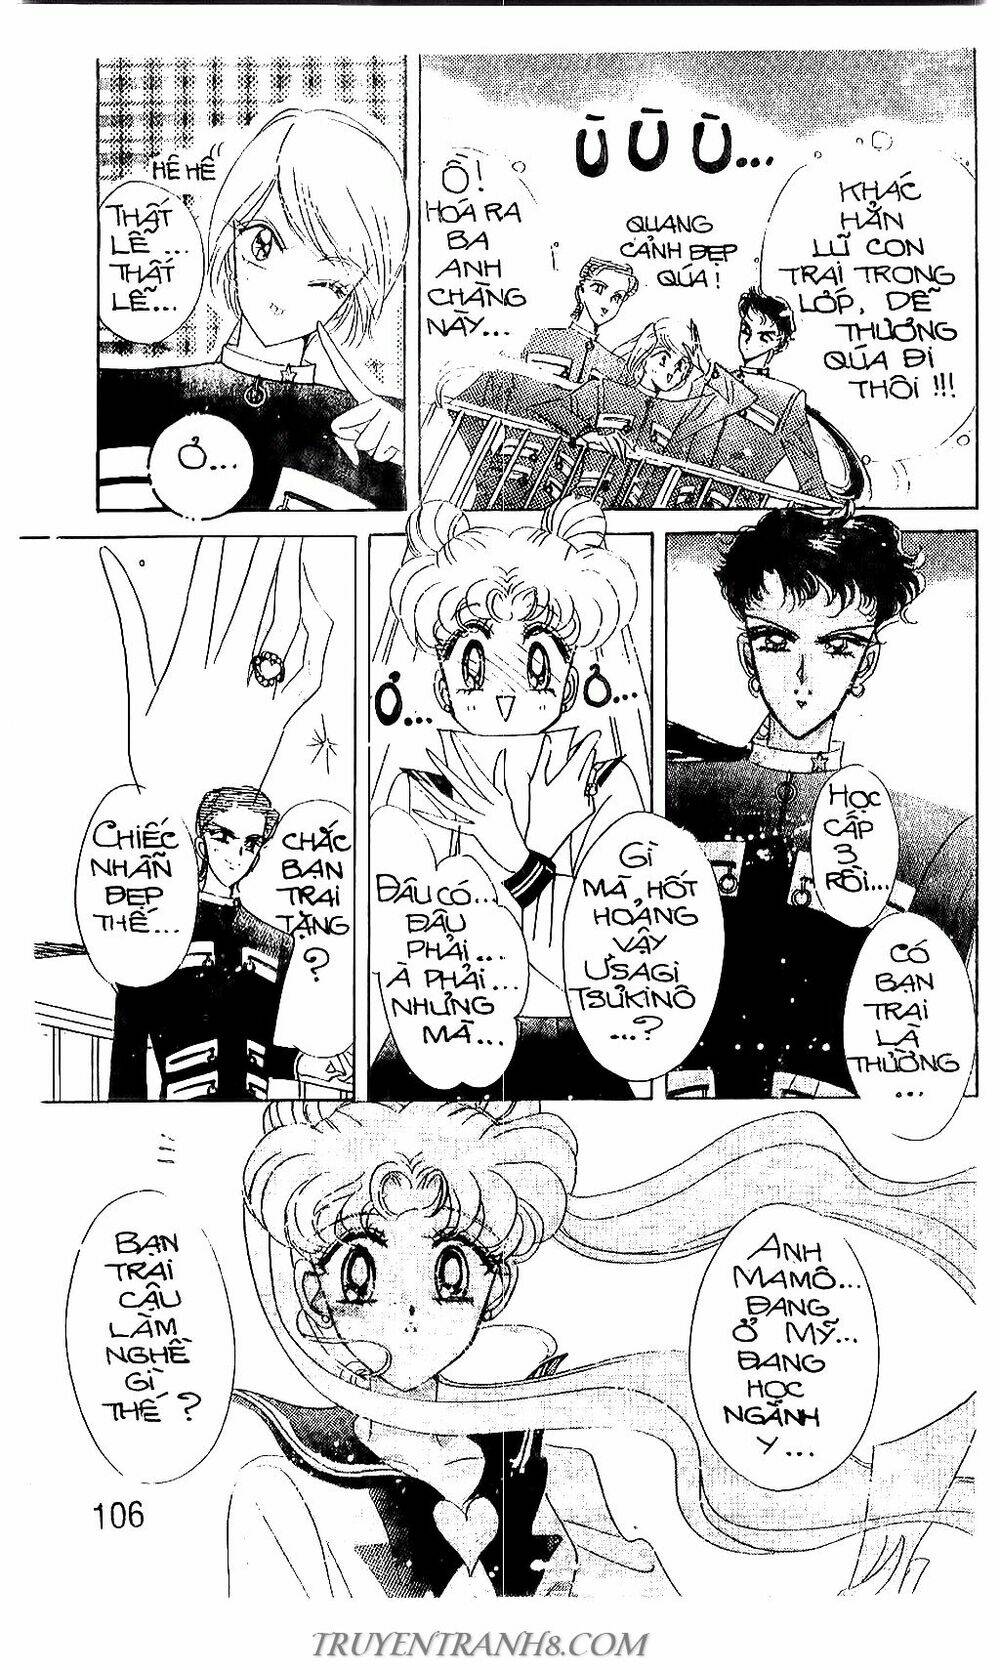 HÊ HẾ
THẤT
LỄ...
THẤT
LỄ...
Ở...
Ồ!
HOÁ RA
BA
ANH
CHÀNG
NÀY...
Ù Ù Ù...
QUANG
CẢNH ĐẸP
QÚA!
KHÁC
HẲN
LŨ CON
TRAI TRONG
LỚP, DỄ
THƯƠNG
QÚA ĐI
THÔI!!!
CHIẾC
NHẪN
ĐẸP
THẾ...
CHẮC
BẠN
TRAI
TẶNG
?
Ở...
Ở...
ĐÂU CÓ...
ĐÂU
PHẢI...
À PHẢI...
NHƯNG
MÀ...
GÌ
MÀ HỐT
HOẢNG
VẬY
USAGI
TSUKINÔ
...?
HỌC
CẤP
3
RỒI...
CÓ
BẠN
TRAI
LÀ
THƯỜNG
...
BẠN
TRAI
CẬU
LÀM
NGHỀ
GÌ
THẾ?
ANH
MAMÔ...
ĐANG
Ở MỸ...
ĐANG
HỌC
NGÀNH
Y...
106
TRUYENTRANH8.COM